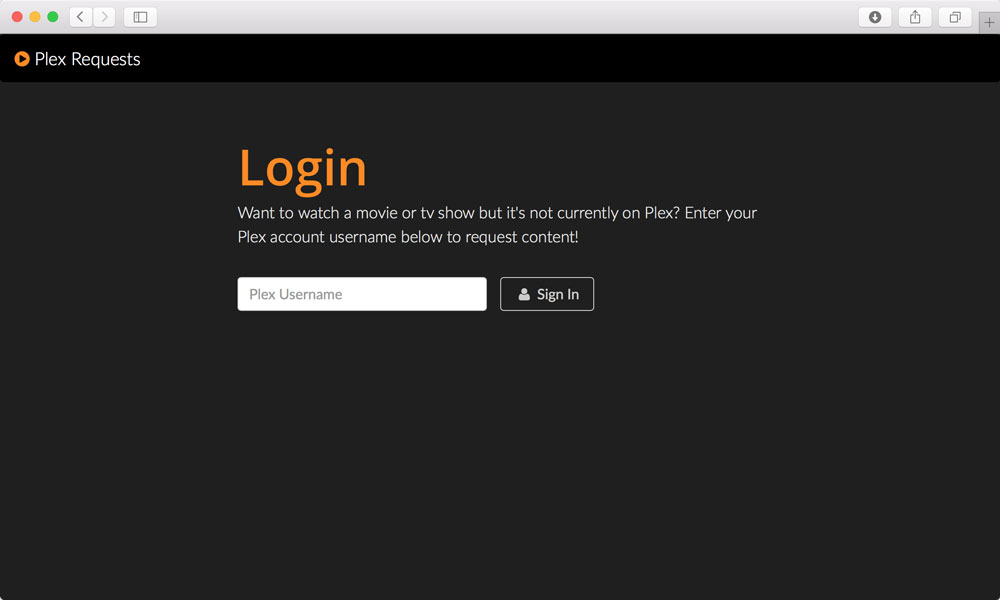 Plex Requests
Login
Want to watch a movie or tv show but it's not currently on Plex? Enter your
Plex account username below to request content!
Plex Username
Sign In